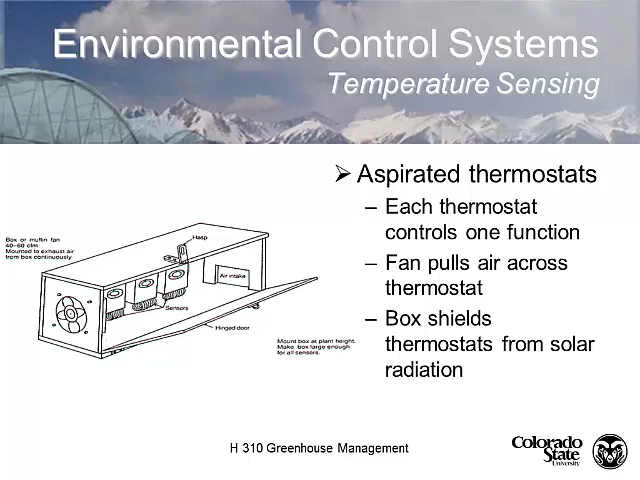 Environmental Control Systems
Temperature Sensing
➢ Aspirated thermostats
– Each thermostat
controls one function
– Fan pulls air across
thermostat
– Box shields
thermostats from solar
radiation
Box or muffin fan
40–60 cfm
Mounted to exhaust air
from box continuously
Hasp
Air intake
Sensors
Hinged door
Mount box at plant height.
Make box large enough
for all sensors.
H 310 Greenhouse Management
Colorado
State
University